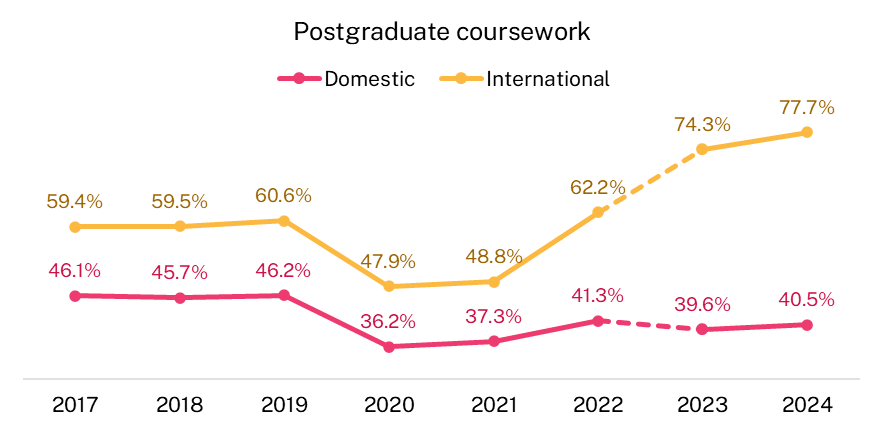 Postgraduate coursework
Domestic International
59.4% 59.5% 60.6% 47.9% 48.8% 62.2% 74.3% 77.7%
46.1% 45.7% 46.2% 36.2% 37.3% 41.3% 39.6% 40.5%
2017 2018 2019 2020 2021 2022 2023 2024